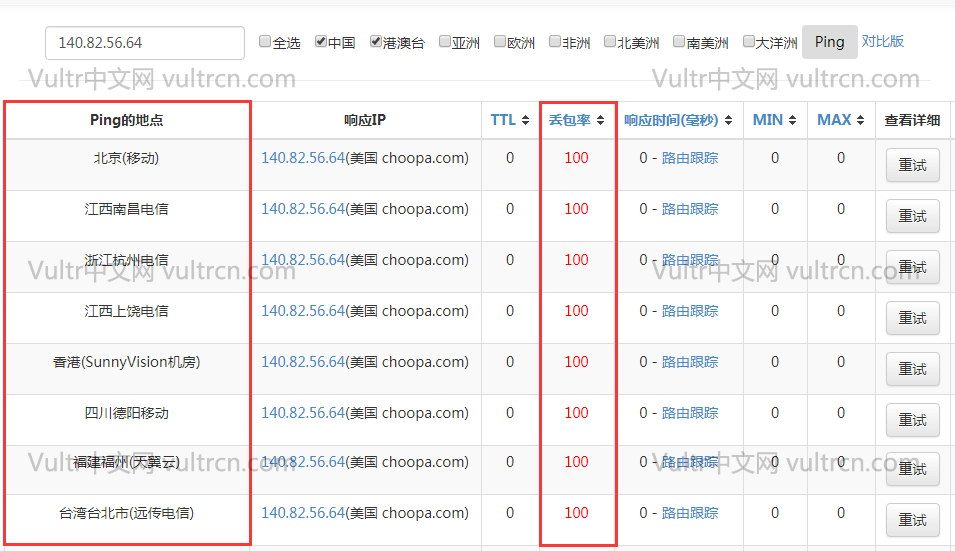 140.82.56.64 全选 中国 港澳台 亚洲 欧洲 非洲 北美洲 南美洲 大洋洲 Ping 对比版
Vultr中文网 vultrcn.com Vultr中文网 vultrcn.com
Ping的地点 响应IP TTL 丢包率 响应时间(毫秒) MIN MAX 查看详细
北京(移动) 140.82.56.64(美国 choopa.com) 0 100 0 - 路由跟踪 0 0 重试
江西南昌电信 140.82.56.64(美国 choopa.com) 0 100 0 - 路由跟踪 0 0 重试
浙江杭州电信 140.82.56.64(美国 choopa.com) 0 100 0 - 路由跟踪 0 0 重试
Vultr中文网 vultrcn.com Vultr中文网 vultrcn.com
江西上饶电信 140.82.56.64(美国 choopa.com) 0 100 0 - 路由跟踪 0 0 重试
香港(SunnyVision机房) 140.82.56.64(美国 choopa.com) 0 100 0 - 路由跟踪 0 0 重试
四川德阳移动 140.82.56.64(美国 choopa.com) 0 100 0 - 路由跟踪 0 0 重试
福建福州(天翼云) 140.82.56.64(美国 choopa.com) 0 100 0 - 路由跟踪 0 0 重试
Vultr中文网 vultrcn.com Vultr中文网 vultrcn.com
台湾台北市(远传电信) 140.82.56.64(美国 choopa.com) 0 100 0 - 路由跟踪 0 0 重试